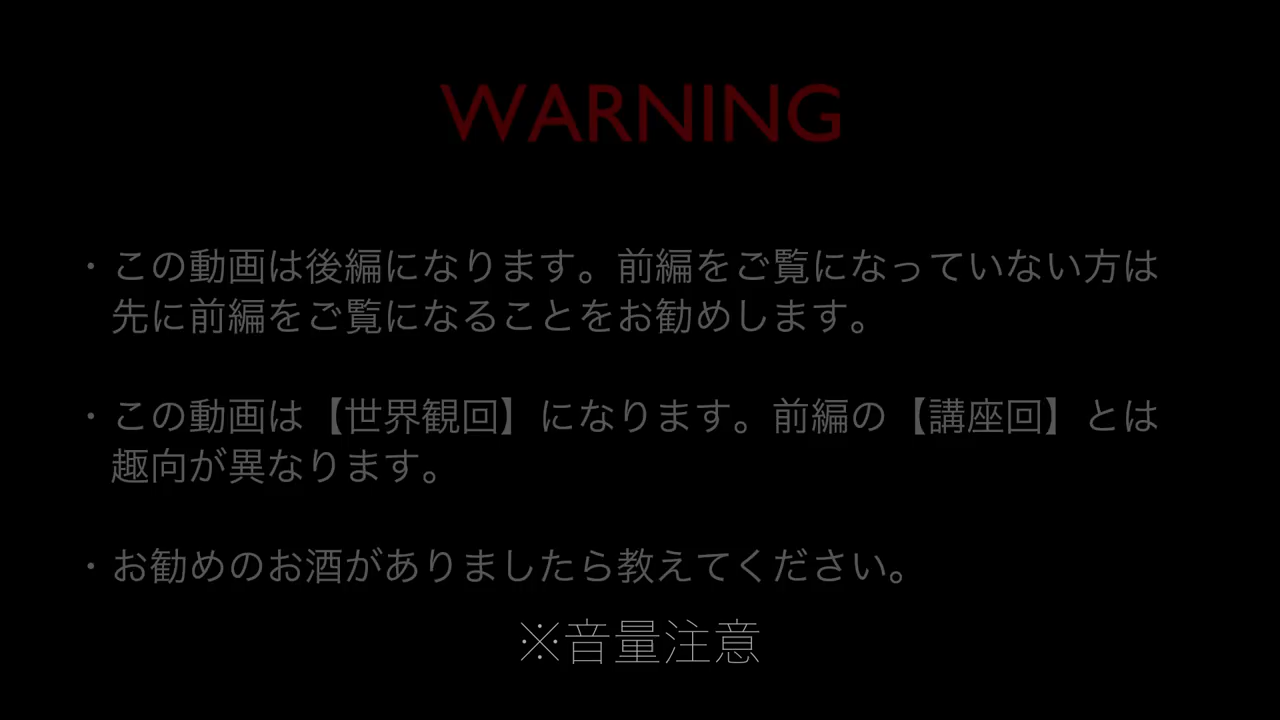 WARNING
・この動画は後編になります。前編をご覧になっていない方は
先に前編をご覧になることをお勧めします。
・この動画は【世界観回】になります。前編の【講座回】とは
趣向が異なります。
・お勧めのお酒がありましたら教えてください。
※音量注意